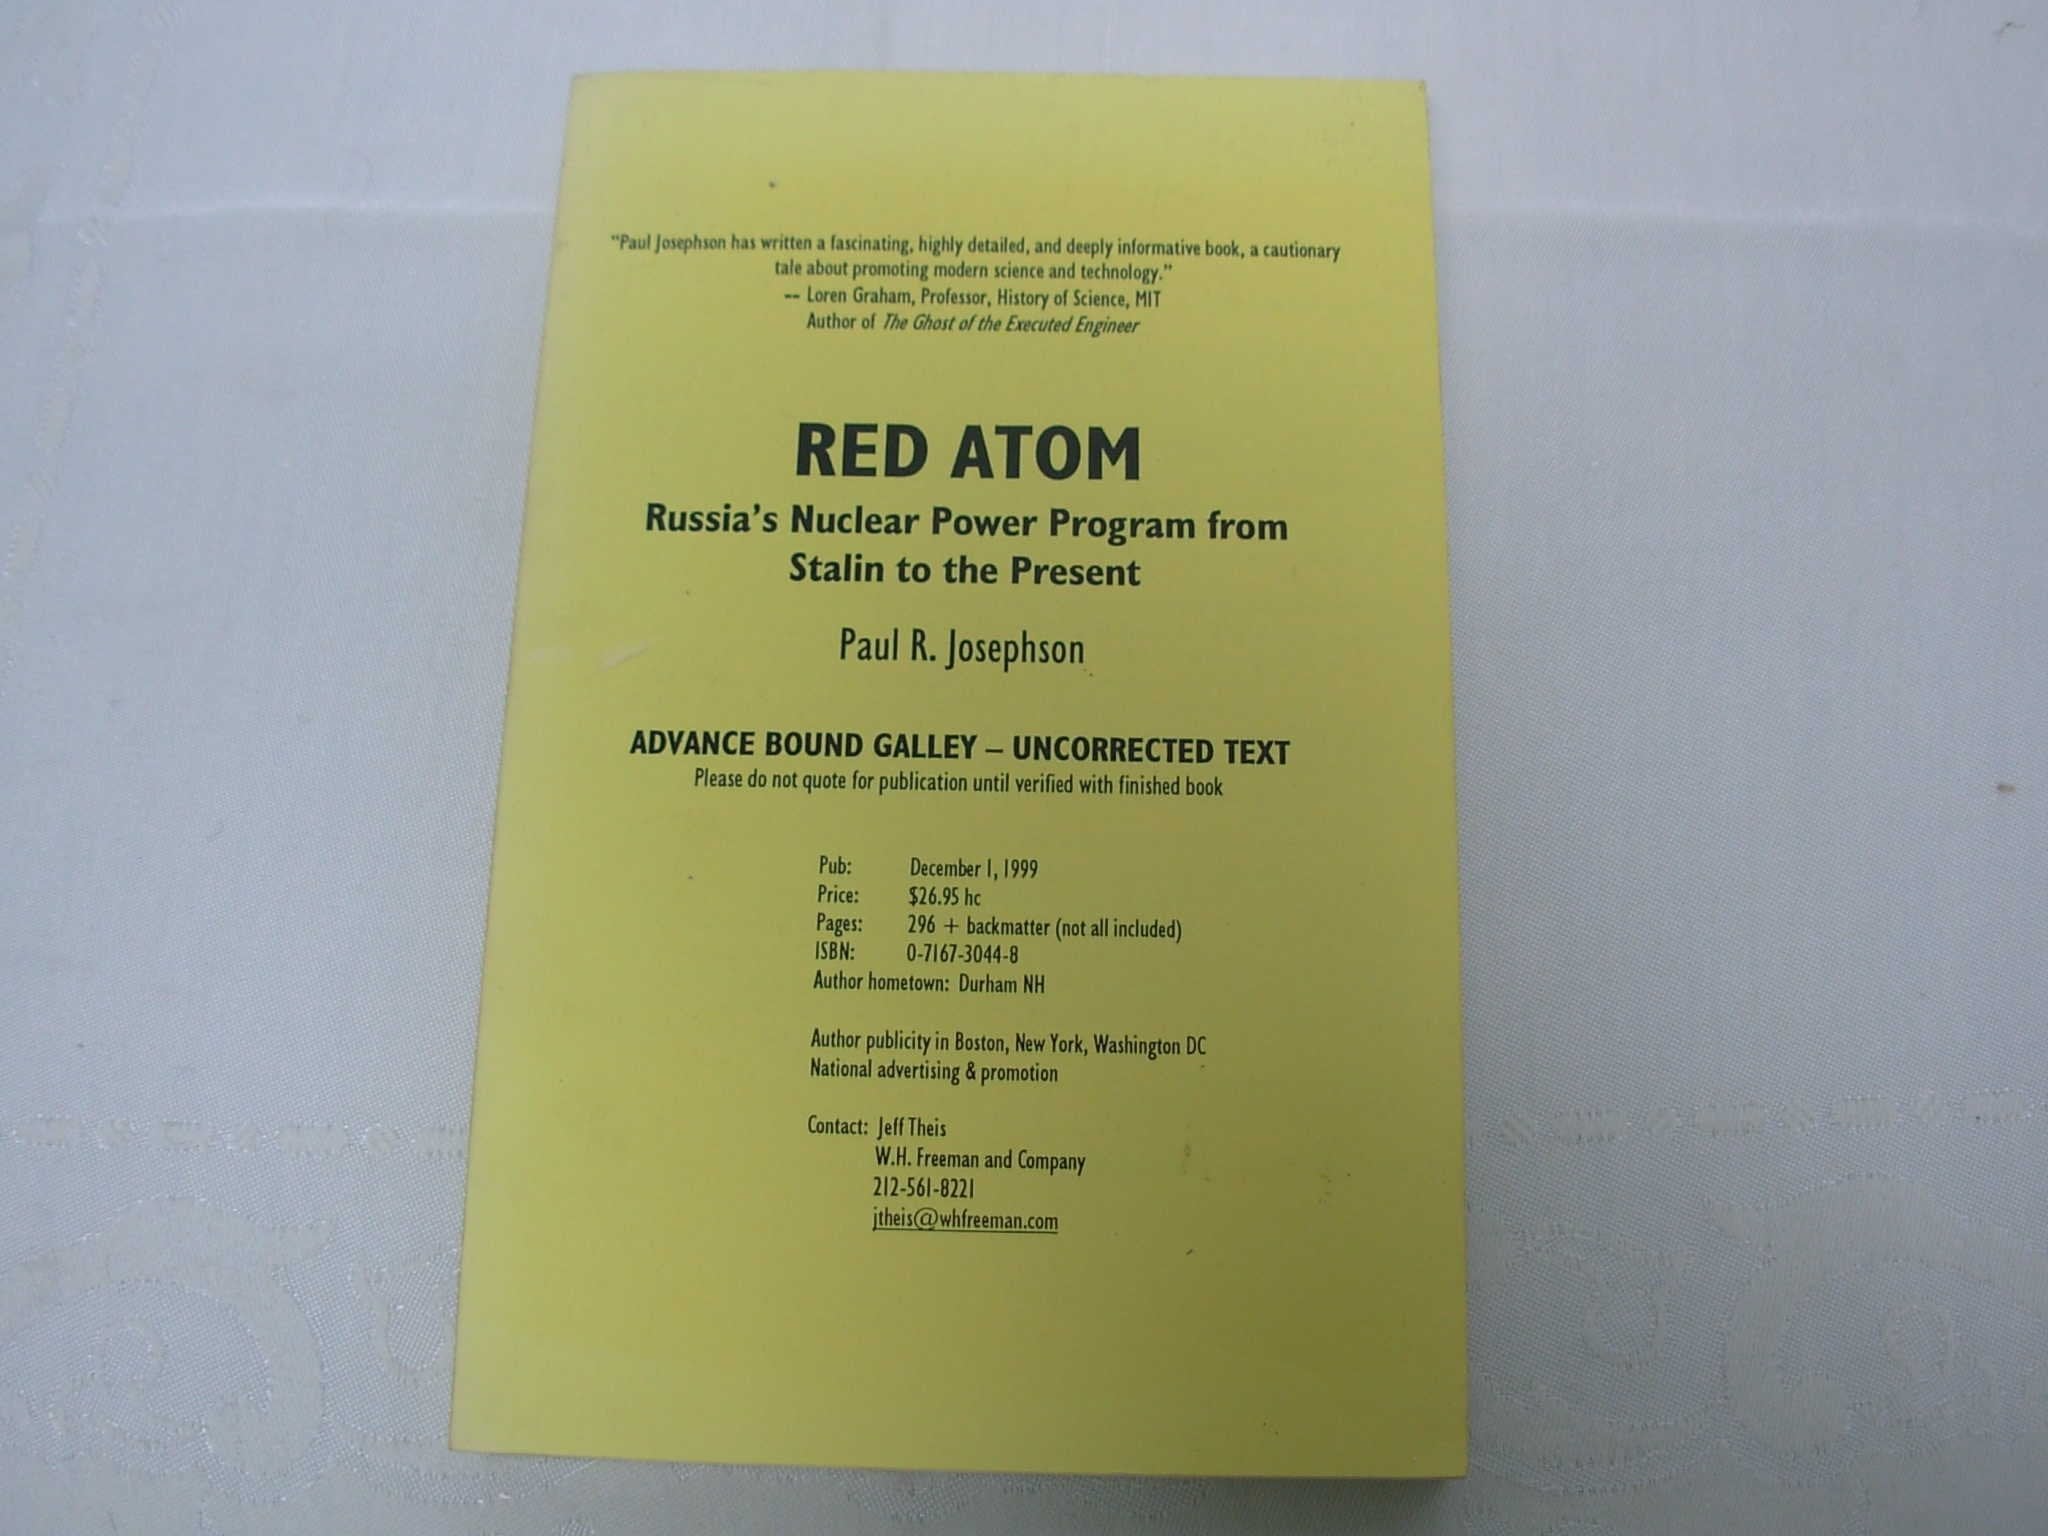 "Paul Josephson has written a fascinating, highly detailed, and deeply informative book, a cautionary
tale about promoting modern science and technology."
-- Loren Graham, Professor, History of Science, MIT
Author of The Ghost of the Executed Engineer
RED ATOM
Russia's Nuclear Power Program from
Stalin to the Present
Paul R. Josephson
ADVANCE BOUND GALLEY – UNCORRECTED TEXT
Please do not quote for publication until verified with finished book
Pub: December 1, 1999
Price: $26.95 hc
Pages: 296 + backmatter (not all included)
ISBN: 0-7167-3044-8
Author hometown: Durham NH
Author publicity in Boston, New York, Washington DC
National advertising & promotion
Contact: Jeff Theis
W.H. Freeman and Company
212-561-8221
jtheis@whfreeman.com